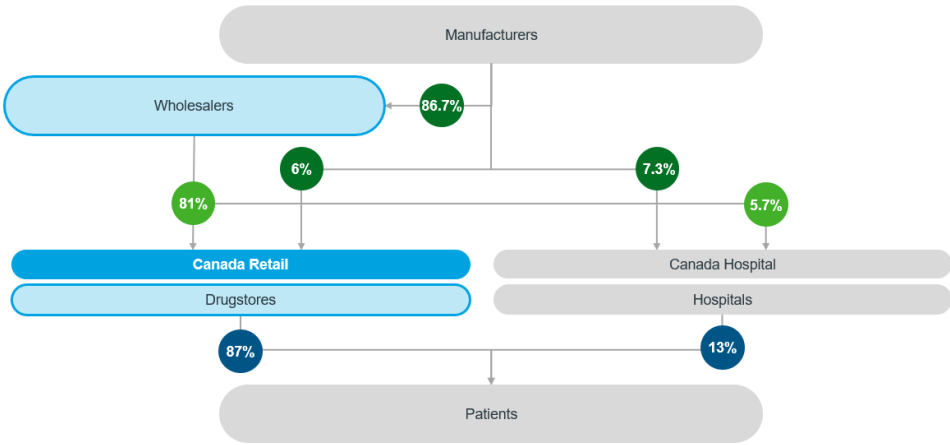 Manufacturers
Wholesalers
86.7%
6%
7.3%
81%
5.7%
Canada Retail
Canada Hospital
Drugstores
Hospitals
87%
13%
Patients